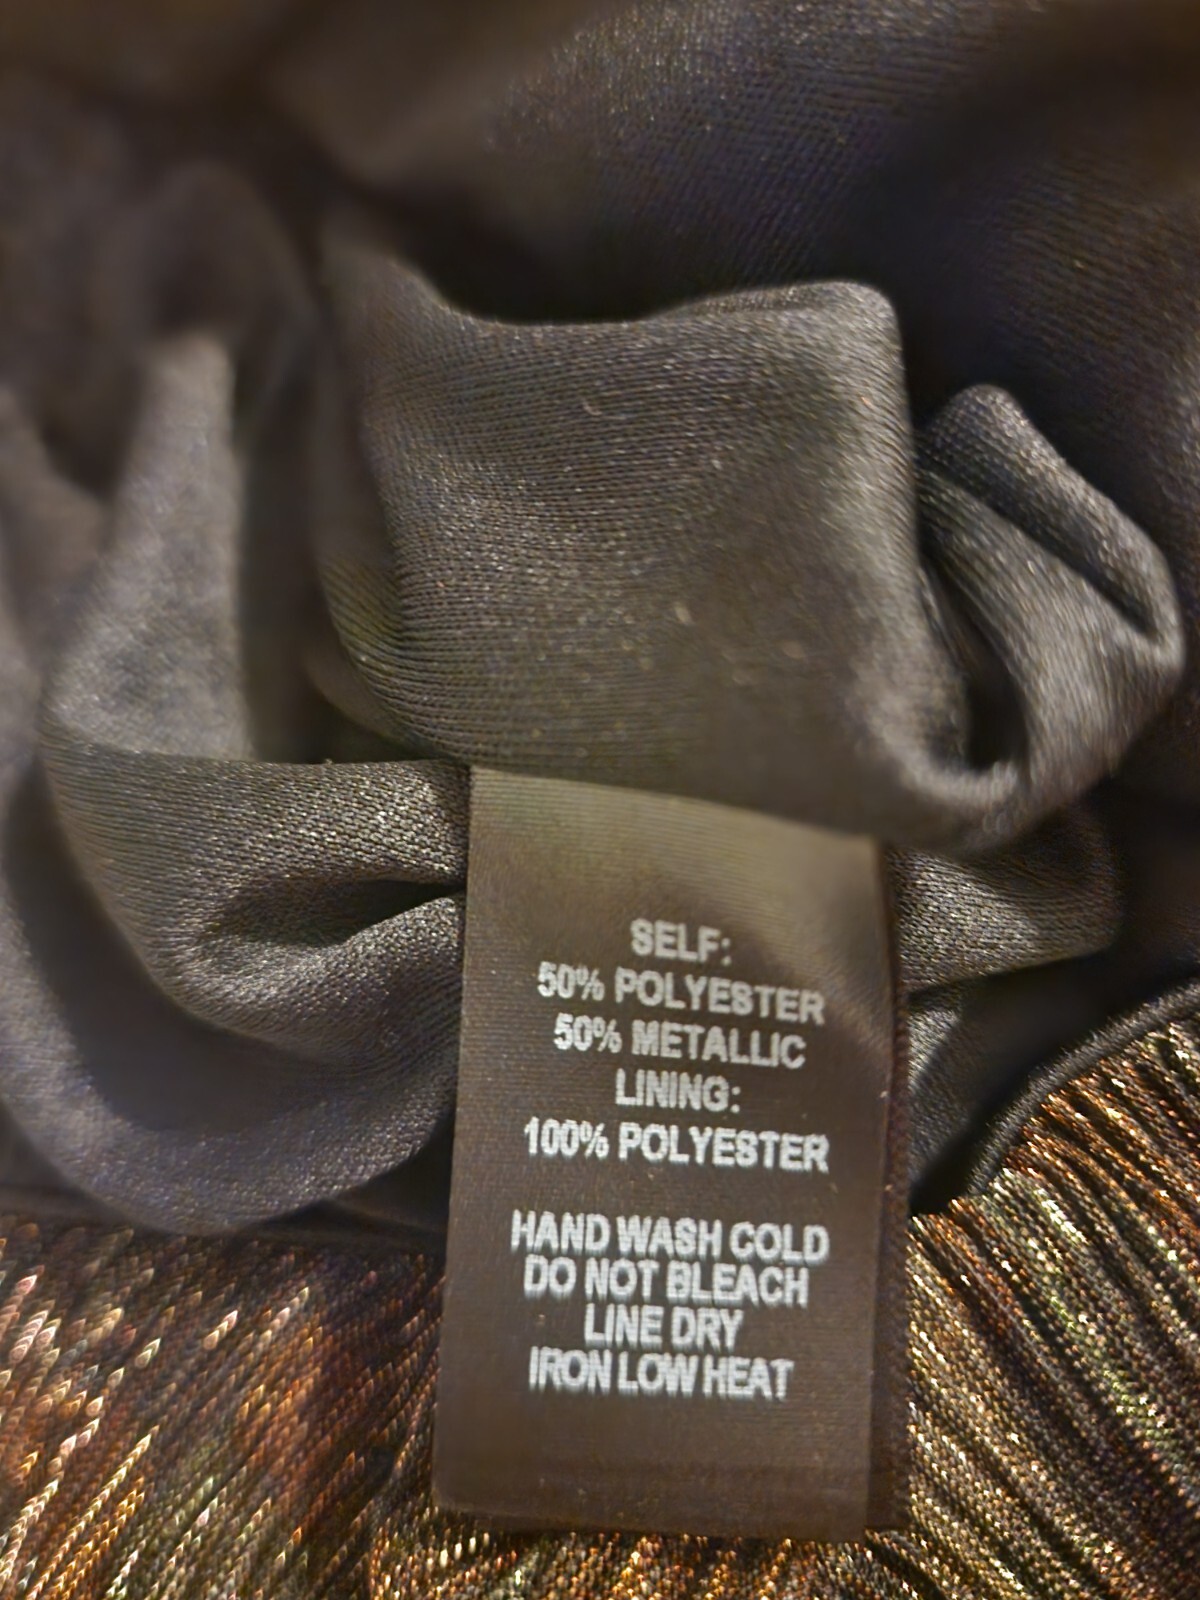 SELF:
50% POLYESTER
50% METALLIC
LINING:
100% POLYESTER
HAND WASH COLD
DO NOT BLEACH
LINE DRY
IRON LOW HEAT